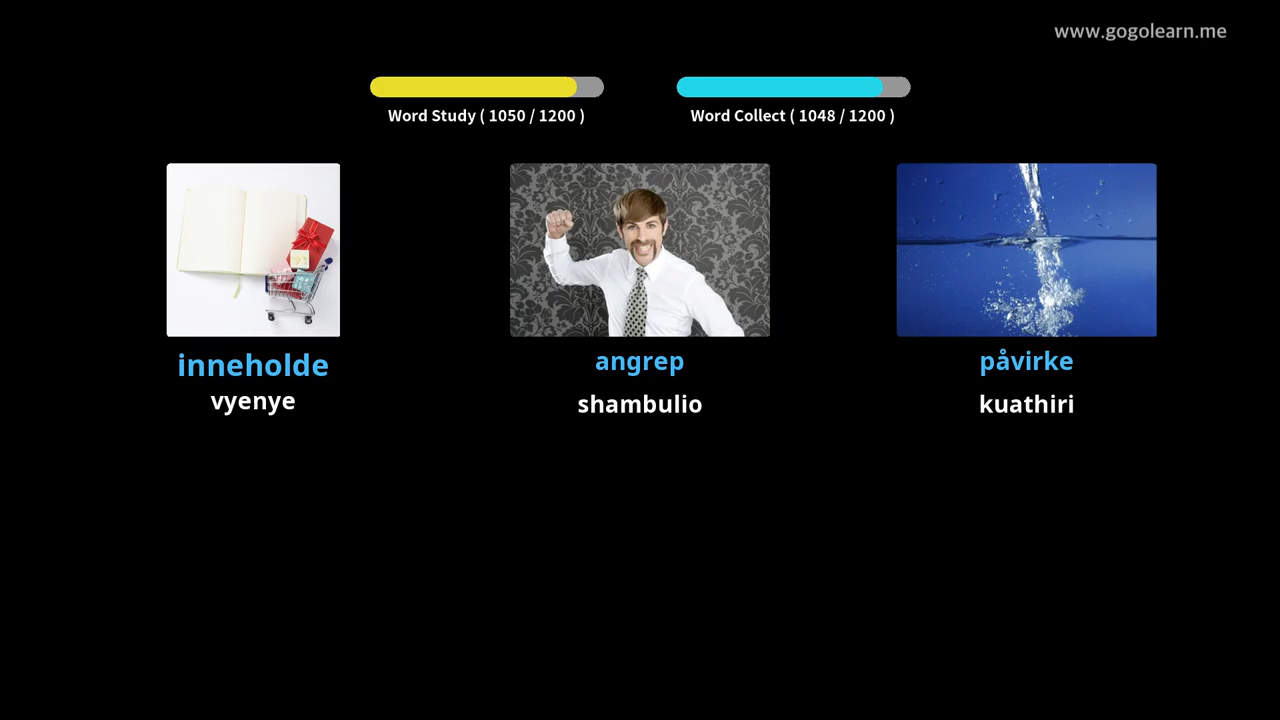 www.gogolearn.me
Word Study ( 1050 / 1200 )
Word Collect ( 1048 / 1200 )
inneholde
vyenye
angrep
shambulio
påvirke
kuathiri